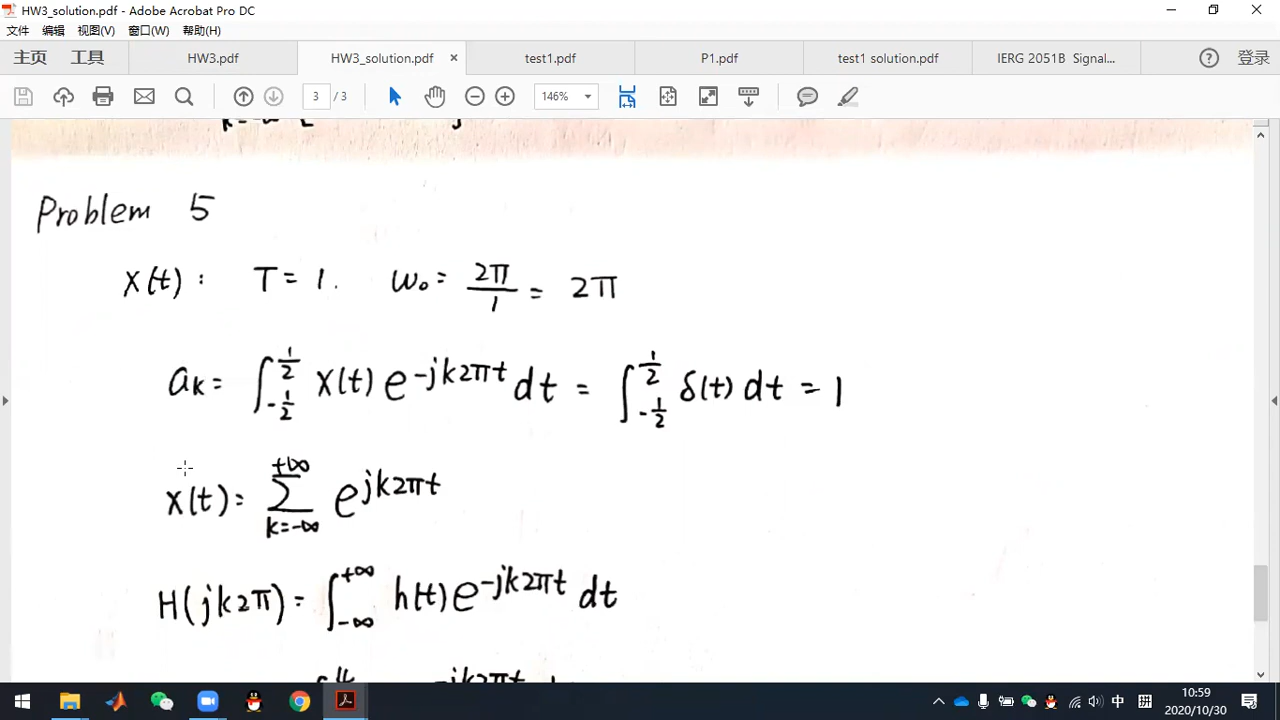 HW3_solution.pdf - Adobe Acrobat Pro DC
文件 编辑 视图(V) 窗口(W) 帮助(H)
主页 工具 HW3.pdf HW3_solution.pdf × test1.pdf P1.pdf test1 solution.pdf IERG 2051B Signal... 登录
3 / 3 146%
Problem 5
x(t): T = 1. ω₀ = 2π/1 = 2π
aₖ = ∫_{-1/2}^{1/2} x(t) e^{-jk2πt} dt = ∫_{-1/2}^{1/2} δ(t) dt = 1
x(t) = ∑_{k=-∞}^{+∞} e^{jk2πt}
H(jk2π) = ∫_{-∞}^{+∞} h(t) e^{-jk2πt} dt
中 拼 10:59
2020/10/30